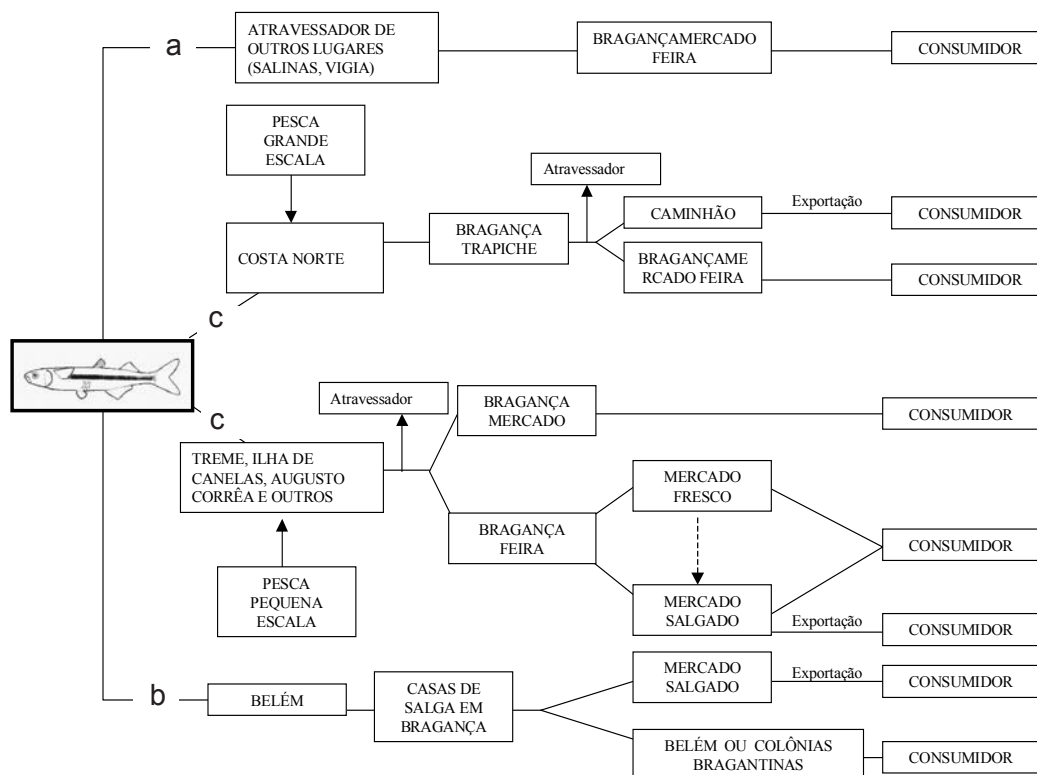 a
ATRAVESSADOR DE
OUTROS LUGARES
(SALINAS, VIGIA)
BRAGANÇAMERCADO
FEIRA
CONSUMIDOR
PESCA
GRANDE
ESCALA
COSTA NORTE
BRAGANÇA
TRAPICHE
Atravessador
CAMINHÃO
Exportação
CONSUMIDOR
BRAGANÇAME
RCADO FEIRA
CONSUMIDOR
c
c
TREME, ILHA DE
CANELAS, AUGUSTO
CORRÊA E OUTROS
PESCA
PEQUENA
ESCALA
Atravessador
BRAGANÇA
MERCADO
CONSUMIDOR
BRAGANÇA
FEIRA
MERCADO
FRESCO
CONSUMIDOR
MERCADO
SALGADO
Exportação
CONSUMIDOR
b
BELÉM
CASAS DE
SALGA EM
BRAGANÇA
MERCADO
SALGADO
Exportação
CONSUMIDOR
BELÉM OU COLÔNIAS
BRAGANTINAS
CONSUMIDOR